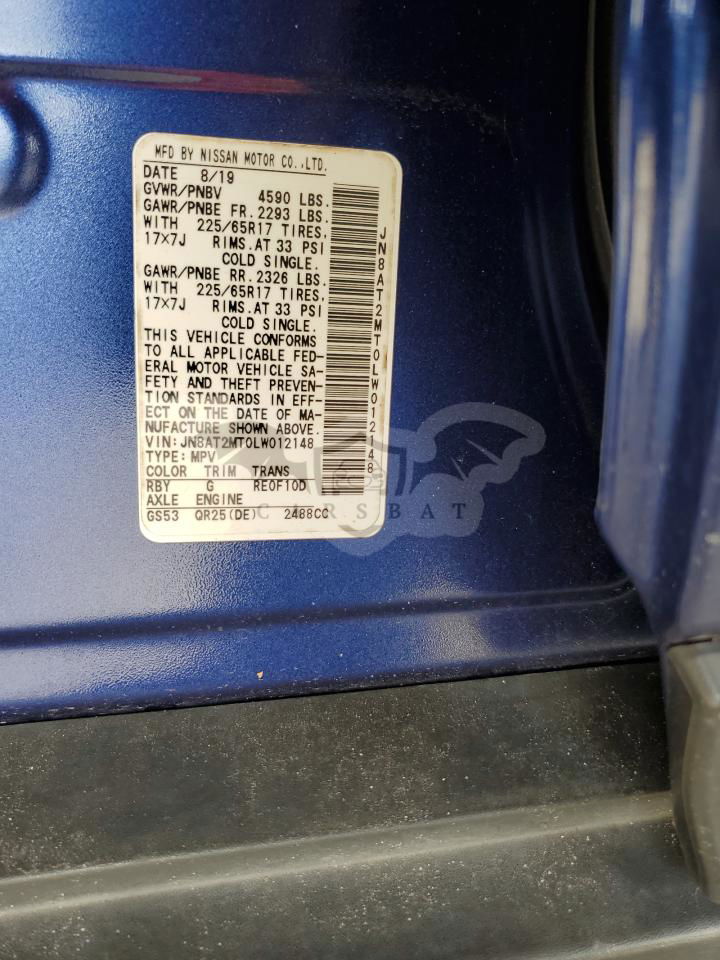 MFD BY NISSAN MOTOR CO.,LTD.
DATE 8/19
GVWR/PNBV 4590 LBS.
GAWR/PNBE FR. 2293 LBS.
WITH 225/65R17 TIRES,
17X7J RIMS.AT 33 PSI
COLD SINGLE.
GAWR/PNBE RR. 2326 LBS.
WITH 225/65R17 TIRES,
17X7J RIMS.AT 33 PSI
COLD SINGLE.
THIS VEHICLE CONFORMS
TO ALL APPLICABLE FED-
ERAL MOTOR VEHICLE SA-
FETY AND THEFT PREVEN-
TION STANDARDS IN EFF-
ECT ON THE DATE OF MA-
NUFACTURE SHOWN ABOVE.
VIN: JN8AT2MT0LW012148
TYPE: MPV
COLOR TRIM TRANS
RBY G RE0F10D
AXLE ENGINE
GS53 QR25(DE) 2488CC
JN8AT2MT0LW012148
CARSBAT